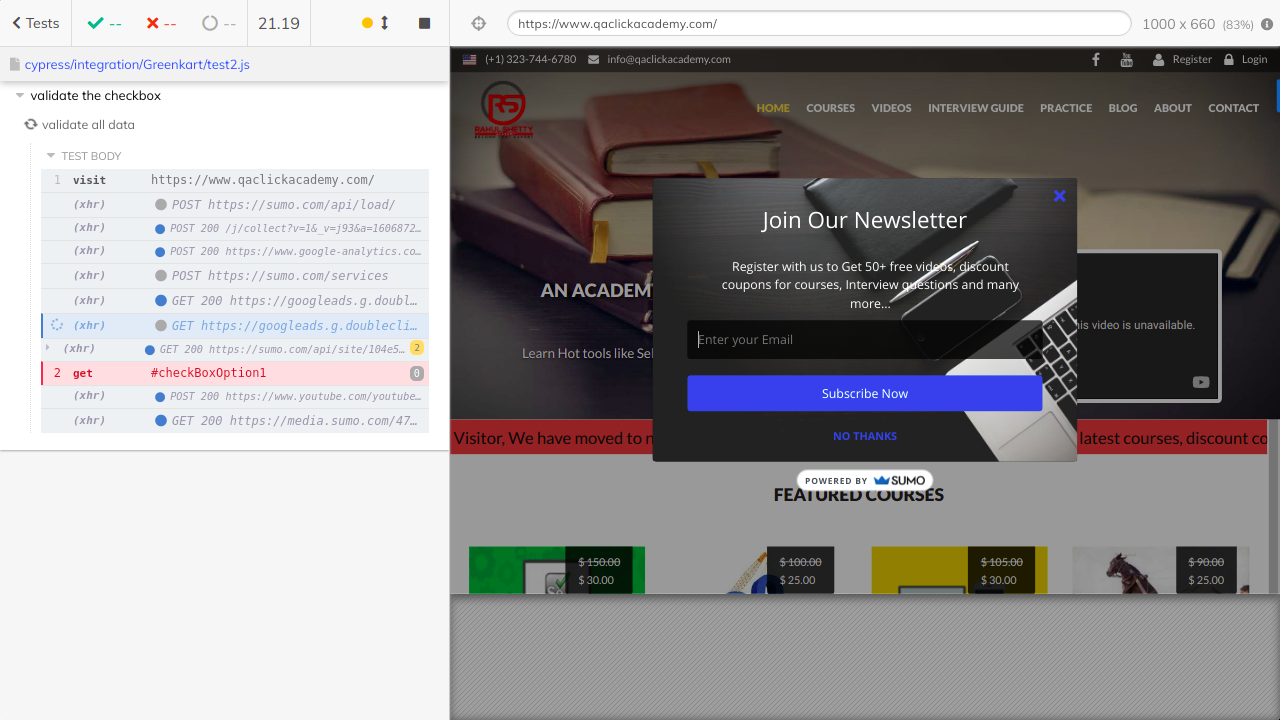 Tests
--
--
--
21.19
https://www.qaclickacademy.com/
1000 x 660 (83%)
cypress/integration/Greenkart/test2.js
validate the checkbox
validate all data
TEST BODY
1 visit https://www.qaclickacademy.com/
(xhr) POST https://sumo.com/api/load/
(xhr) POST 200 /j/collect?v=1&_v=j93&a=1606872…
(xhr) POST 200 https://www.google-analytics.co…
(xhr) POST https://sumo.com/services
(xhr) GET 200 https://googleads.g.doubl…
(xhr) GET https://googleads.g.doublecli…
(xhr) GET 200 https://sumo.com/api/site/104e5… 2
2 get #checkBoxOption1 0
(xhr) POST 200 https://www.youtube.com/youtube…
(xhr) GET 200 https://media.sumo.com/47…
(+1) 323-744-6780 info@qaclickacademy.com
You Tube
Register Login
RS
RAHUL SHETTY
HOME COURSES VIDEOS INTERVIEW GUIDE PRACTICE BLOG ABOUT CONTACT
AN ACADEM
Learn Hot tools like Sel
his video is unavailable.
Join Our Newsletter
Register with us to Get 50+ free videos, discount
coupons for courses, Interview questions and many
more...
Enter your Email
Subscribe Now
NO THANKS
POWERED BY SUMO
Visitor, We have moved to n
latest courses, discount co
FEATURED COURSES
$ 150.00
$ 30.00
$ 100.00
$ 25.00
$ 105.00
$ 30.00
$ 90.00
$ 25.00